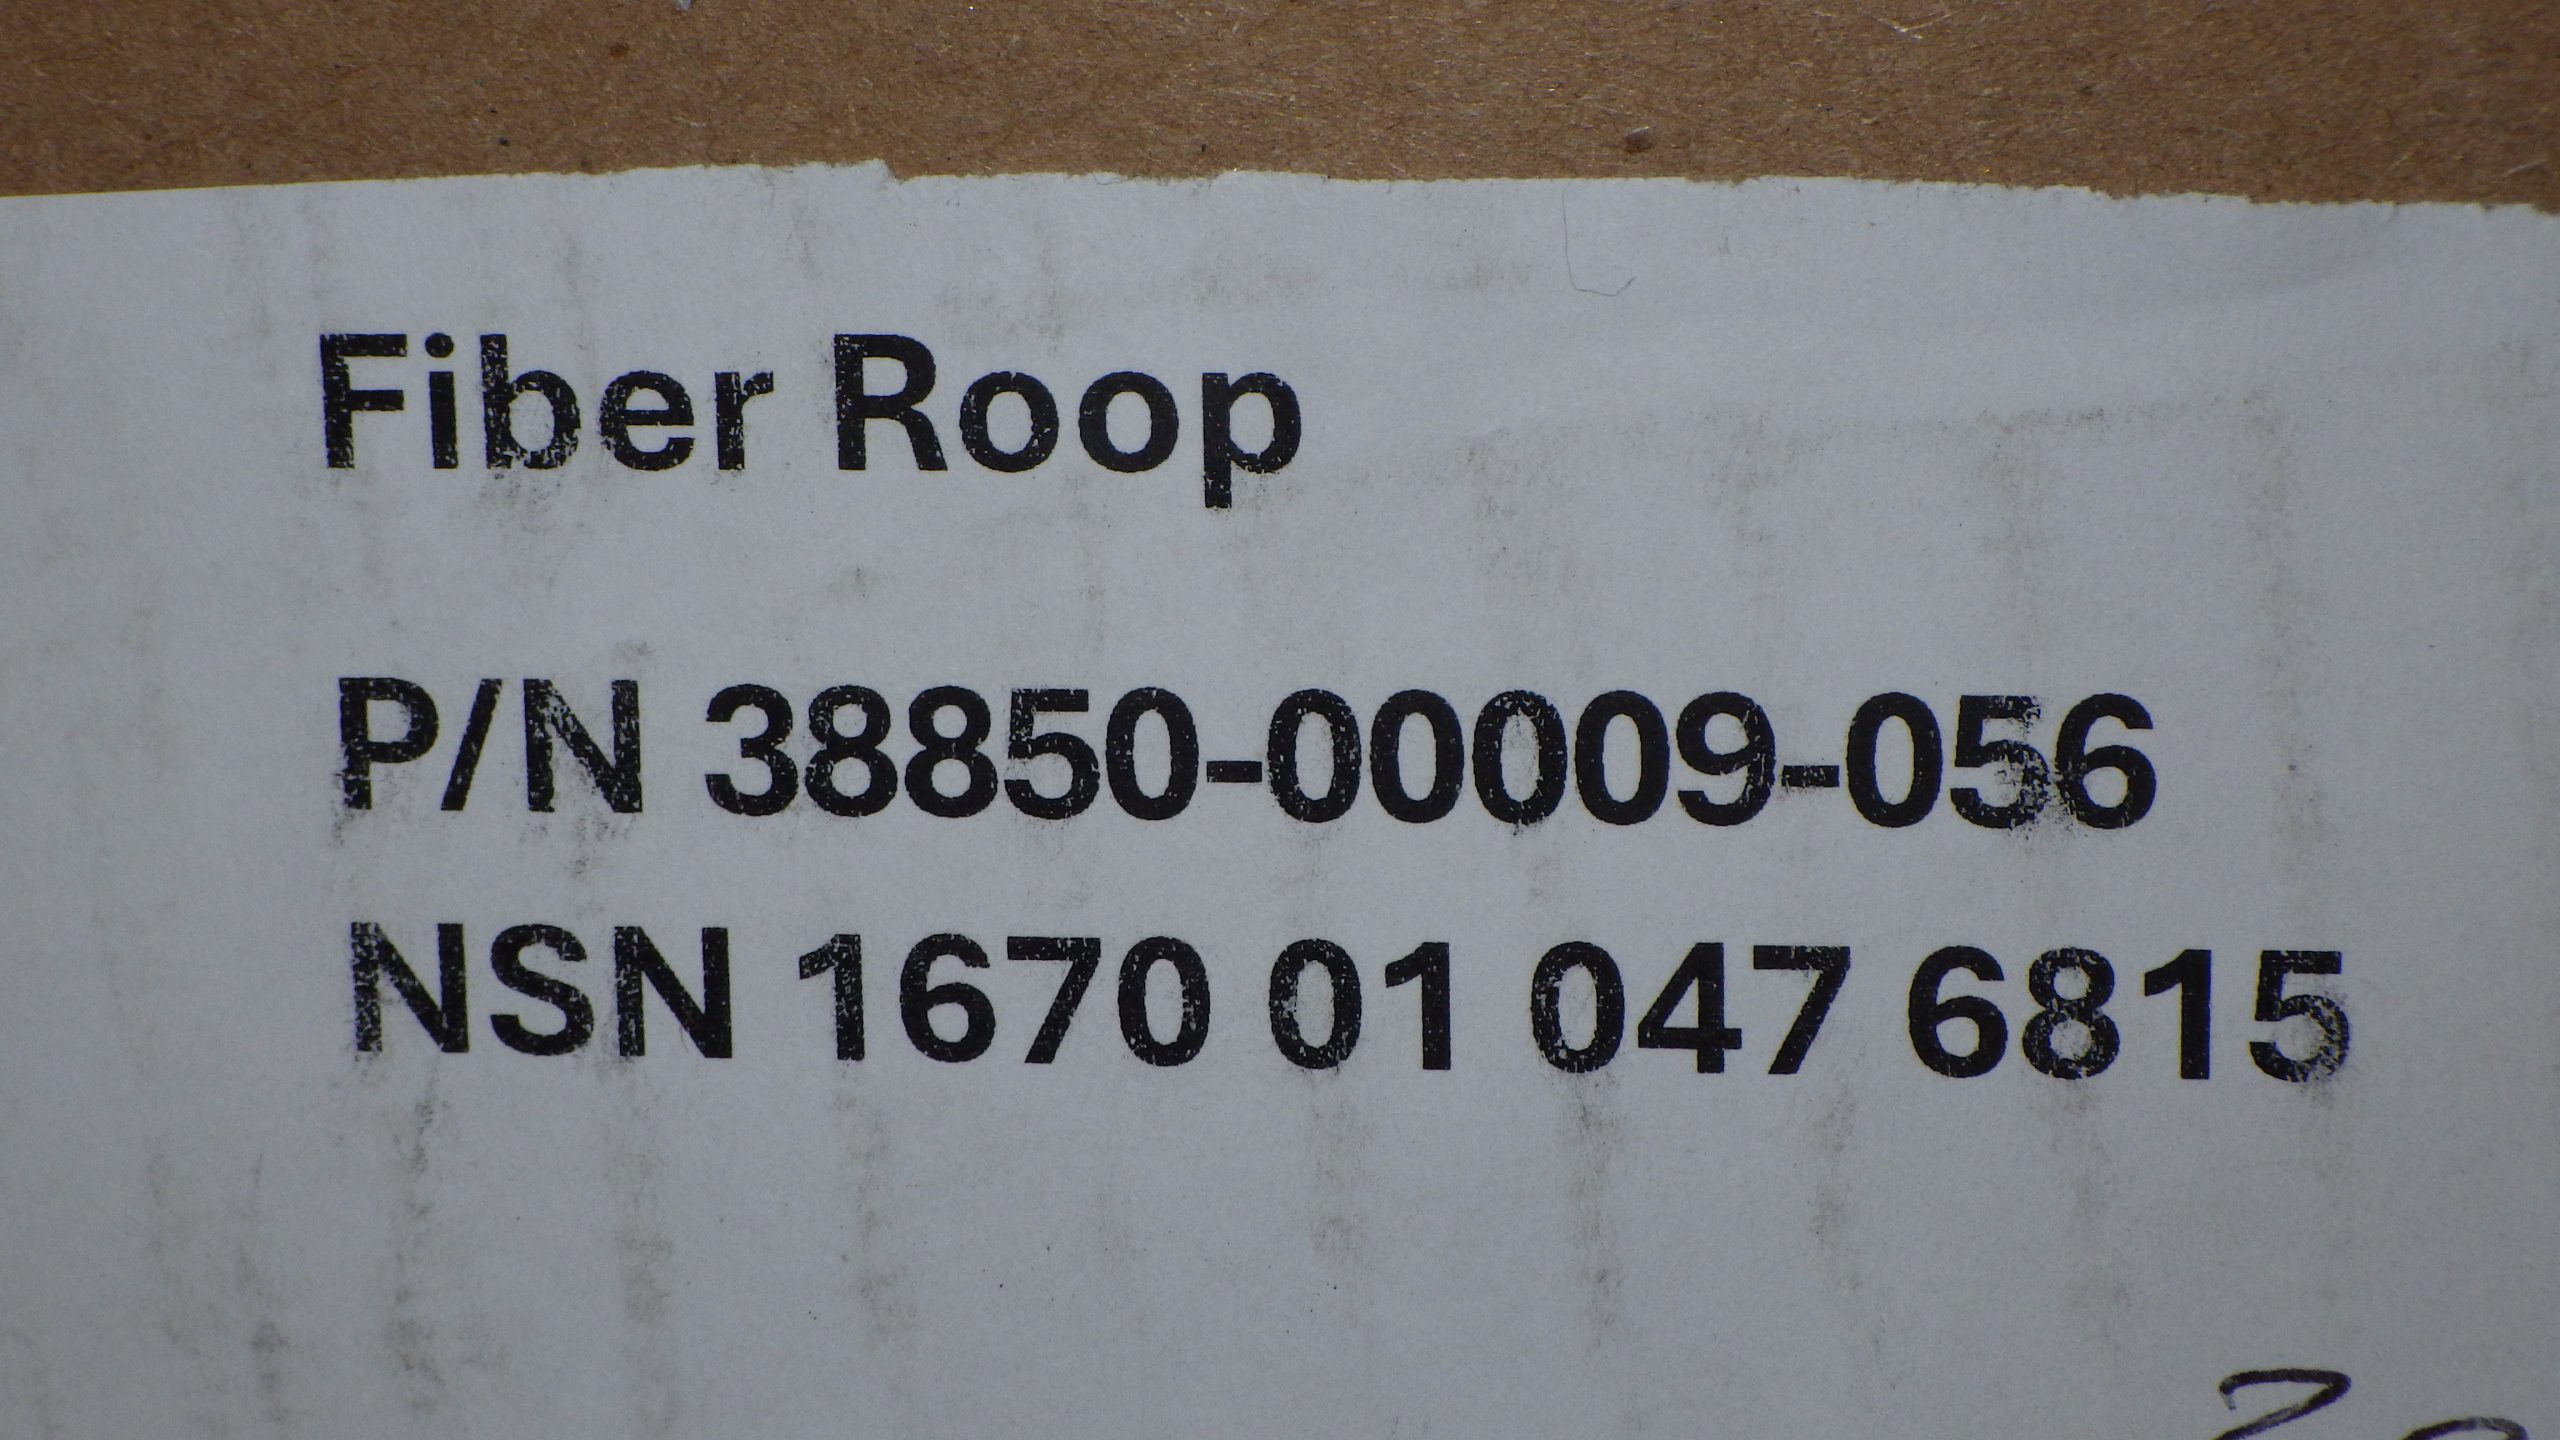 Fiber Roop
P/N 38850-00009-056
NSN 1670 01 047 6815